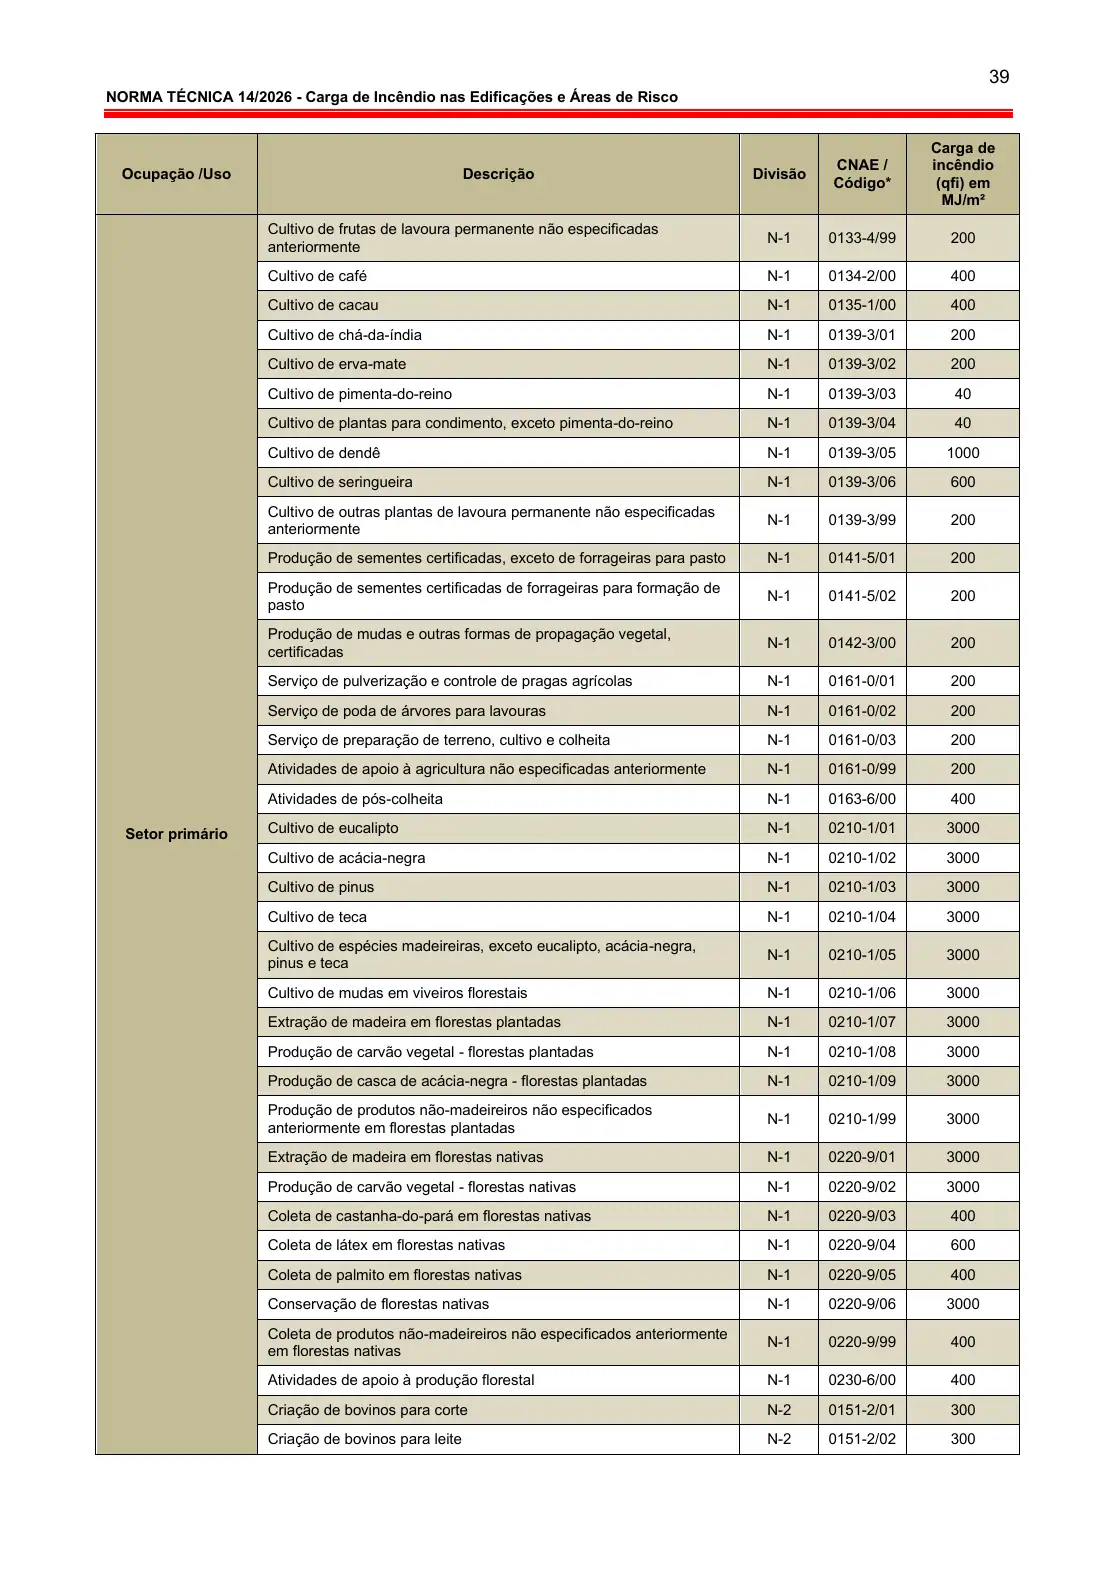 39
NORMA TÉCNICA 14/2026 - Carga de Incêndio nas Edificações e Áreas de Risco
Ocupação /Uso Descrição Divisão CNAE / Código* Carga de incêndio (qfi) em MJ/m²
Setor primário
Cultivo de frutas de lavoura permanente não especificadas
anteriormente N-1 0133-4/99 200
Cultivo de café N-1 0134-2/00 400
Cultivo de cacau N-1 0135-1/00 400
Cultivo de chá-da-índia N-1 0139-3/01 200
Cultivo de erva-mate N-1 0139-3/02 200
Cultivo de pimenta-do-reino N-1 0139-3/03 40
Cultivo de plantas para condimento, exceto pimenta-do-reino N-1 0139-3/04 40
Cultivo de dendê N-1 0139-3/05 1000
Cultivo de seringueira N-1 0139-3/06 600
Cultivo de outras plantas de lavoura permanente não especificadas
anteriormente N-1 0139-3/99 200
Produção de sementes certificadas, exceto de forrageiras para pasto N-1 0141-5/01 200
Produção de sementes certificadas de forrageiras para formação de
pasto N-1 0141-5/02 200
Produção de mudas e outras formas de propagação vegetal,
certificadas N-1 0142-3/00 200
Serviço de pulverização e controle de pragas agrícolas N-1 0161-0/01 200
Serviço de poda de árvores para lavouras N-1 0161-0/02 200
Serviço de preparação de terreno, cultivo e colheita N-1 0161-0/03 200
Atividades de apoio à agricultura não especificadas anteriormente N-1 0161-0/99 200
Atividades de pós-colheita N-1 0163-6/00 400
Cultivo de eucalipto N-1 0210-1/01 3000
Cultivo de acácia-negra N-1 0210-1/02 3000
Cultivo de pinus N-1 0210-1/03 3000
Cultivo de teca N-1 0210-1/04 3000
Cultivo de espécies madeireiras, exceto eucalipto, acácia-negra,
pinus e teca N-1 0210-1/05 3000
Cultivo de mudas em viveiros florestais N-1 0210-1/06 3000
Extração de madeira em florestas plantadas N-1 0210-1/07 3000
Produção de carvão vegetal - florestas plantadas N-1 0210-1/08 3000
Produção de casca de acácia-negra - florestas plantadas N-1 0210-1/09 3000
Produção de produtos não-madeireiros não especificados
anteriormente em florestas plantadas N-1 0210-1/99 3000
Extração de madeira em florestas nativas N-1 0220-9/01 3000
Produção de carvão vegetal - florestas nativas N-1 0220-9/02 3000
Coleta de castanha-do-pará em florestas nativas N-1 0220-9/03 400
Coleta de látex em florestas nativas N-1 0220-9/04 600
Coleta de palmito em florestas nativas N-1 0220-9/05 400
Conservação de florestas nativas N-1 0220-9/06 3000
Coleta de produtos não-madeireiros não especificados anteriormente
em florestas nativas N-1 0220-9/99 400
Atividades de apoio à produção florestal N-1 0230-6/00 400
Criação de bovinos para corte N-2 0151-2/01 300
Criação de bovinos para leite N-2 0151-2/02 300